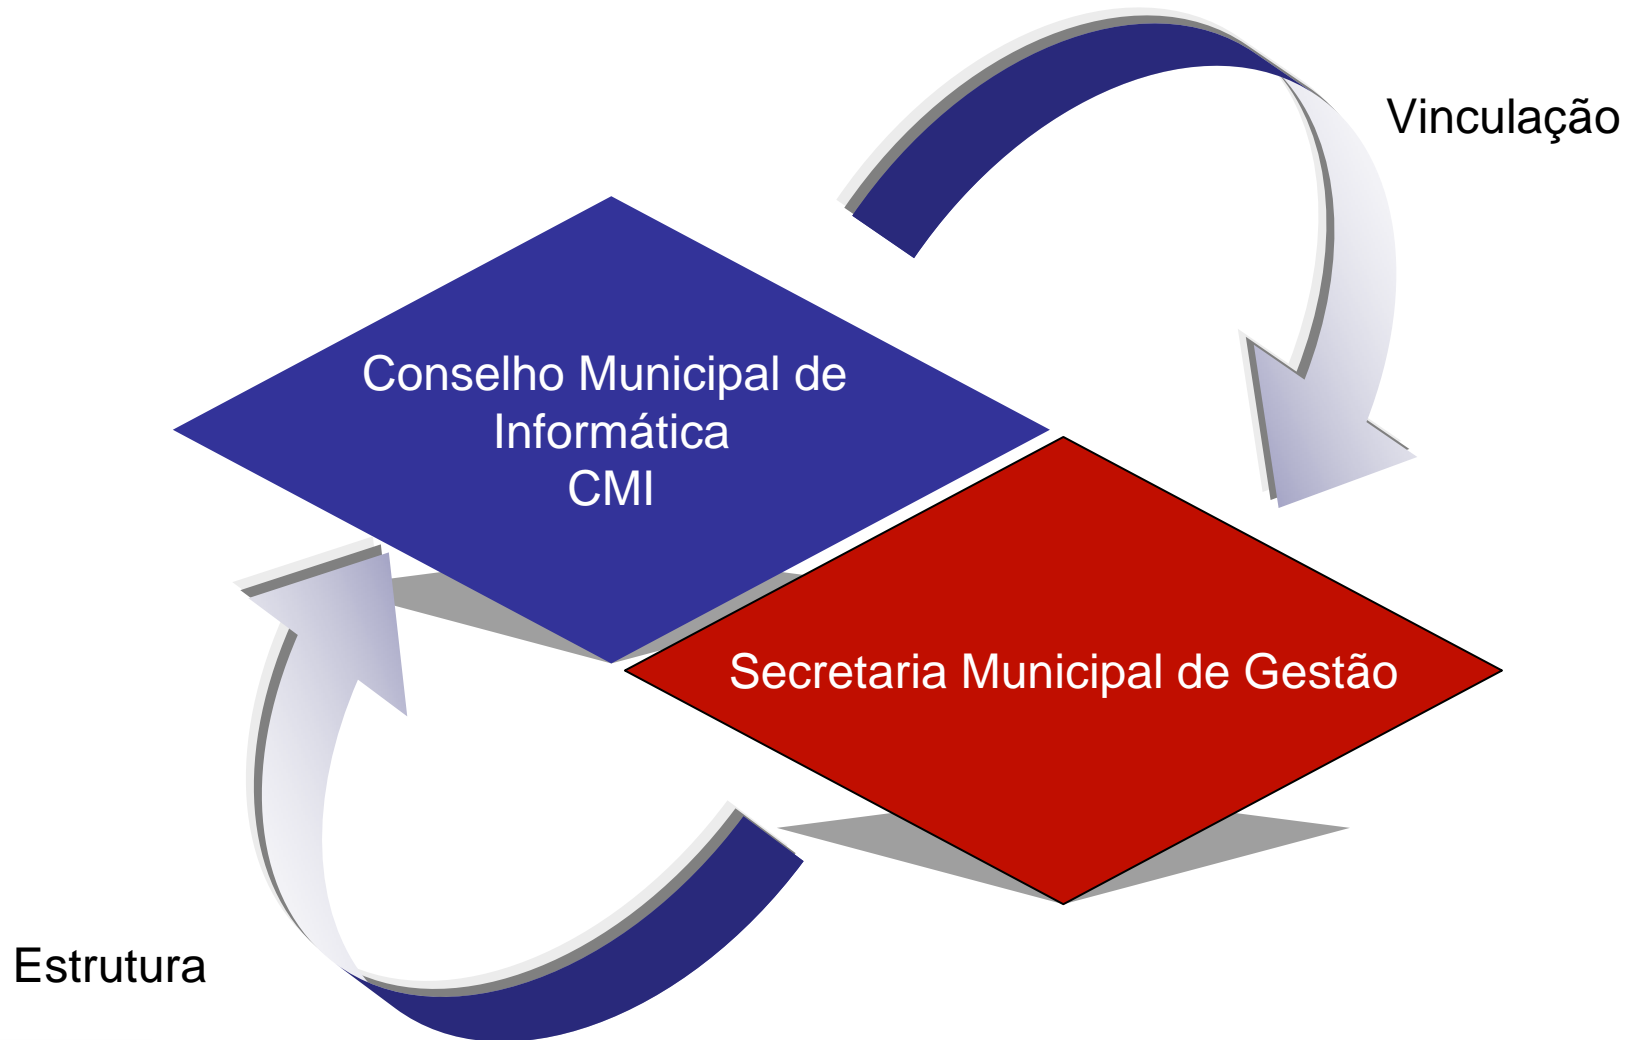 Vinculação
Conselho Municipal de
Informática
CMI
Secretaria Municipal de Gestão
Estrutura